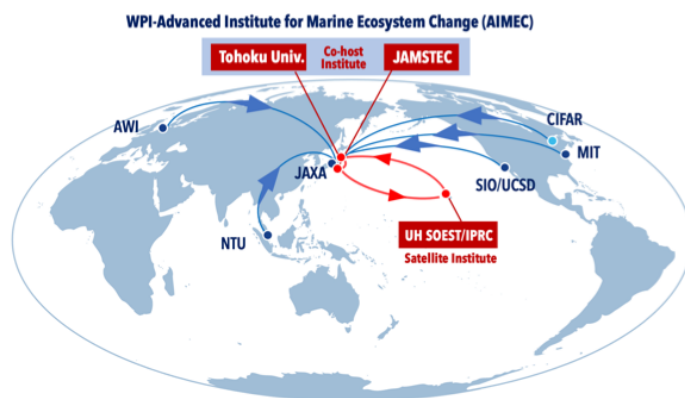 WPI-Advanced Institute for Marine Ecosystem Change (AIMEC)
Tohoku Univ.
Co-host
Institute
JAMSTEC
AWI
CIFAR
MIT
JAXA
SIO/UCSD
NTU
UH SOEST/IPRC
Satellite Institute